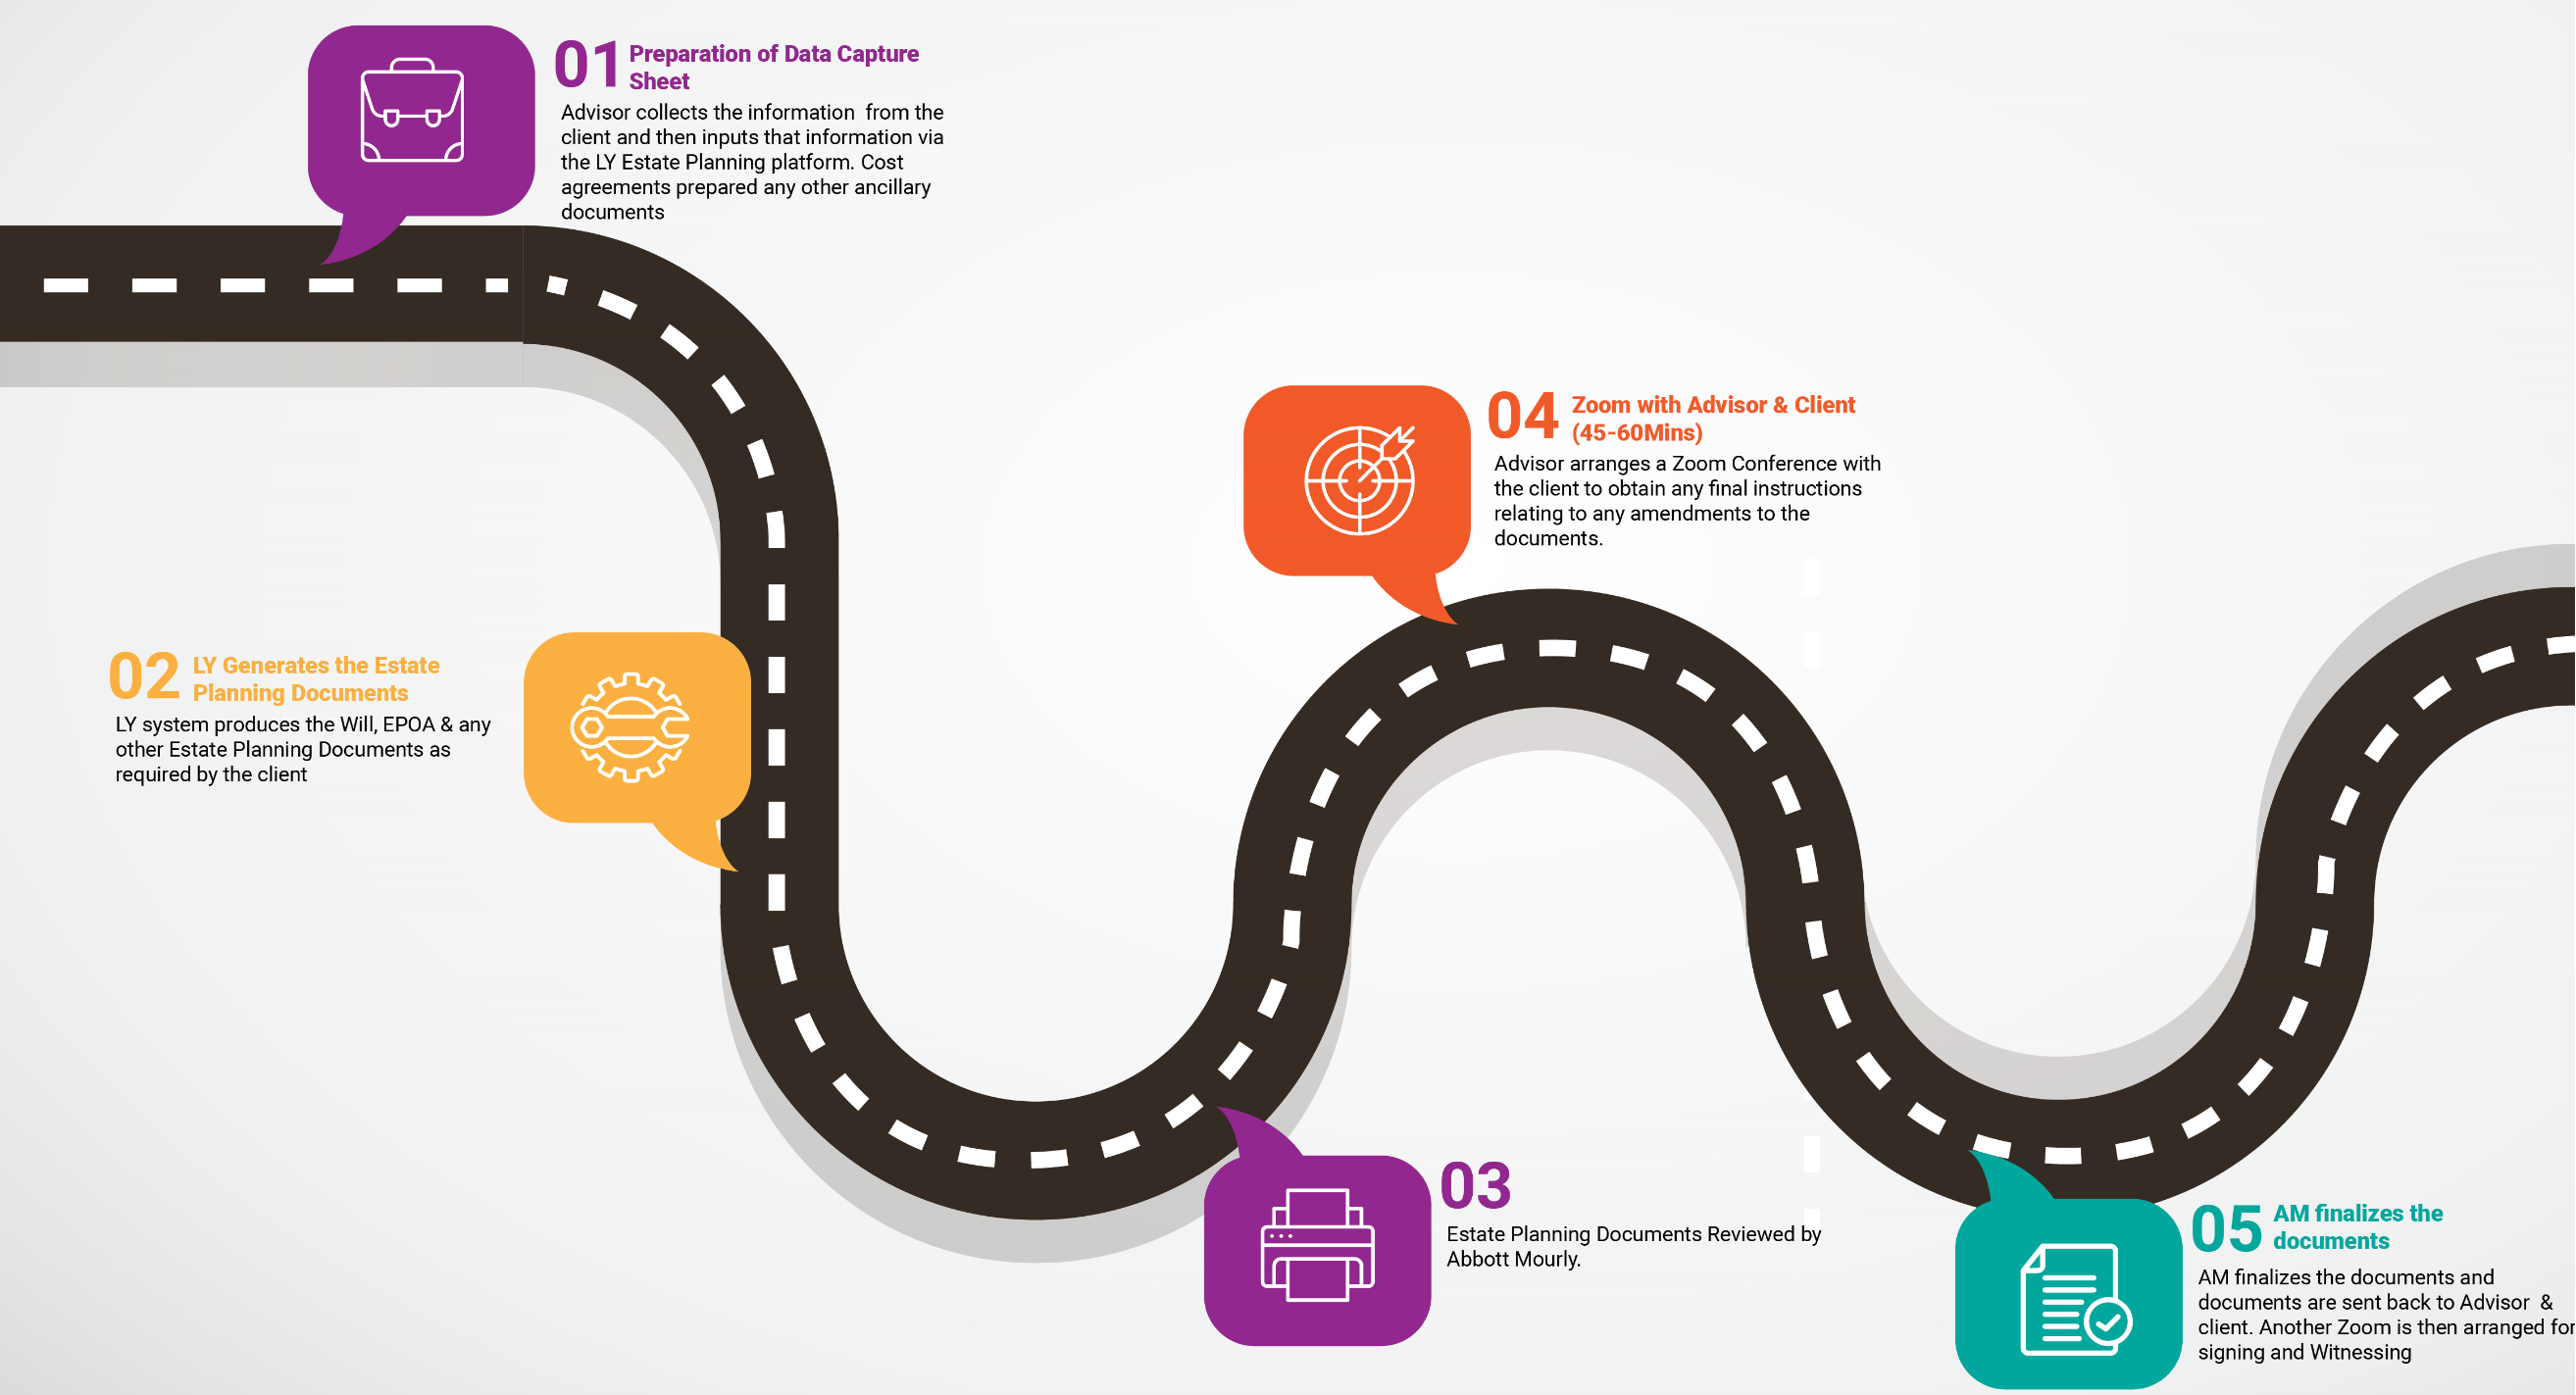 01 Preparation of Data Capture
Sheet
Advisor collects the information  from the
client and then inputs that information via
the LY Estate Planning platform. Cost
agreements prepared any other ancillary
documents
02 LY Generates the Estate
Planning Documents
LY system produces the Will, EPOA & any
other Estate Planning Documents as
required by the client
03
Estate Planning Documents Reviewed by
Abbott Mourly.
04 Zoom with Advisor & Client
(45-60Mins)
Advisor arranges a Zoom Conference with
the client to obtain any final instructions
relating to any amendments to the
documents.
05 AM finalizes the
documents
AM finalizes the documents and
documents are sent back to Advisor  &
client. Another Zoom is then arranged for
signing and Witnessing